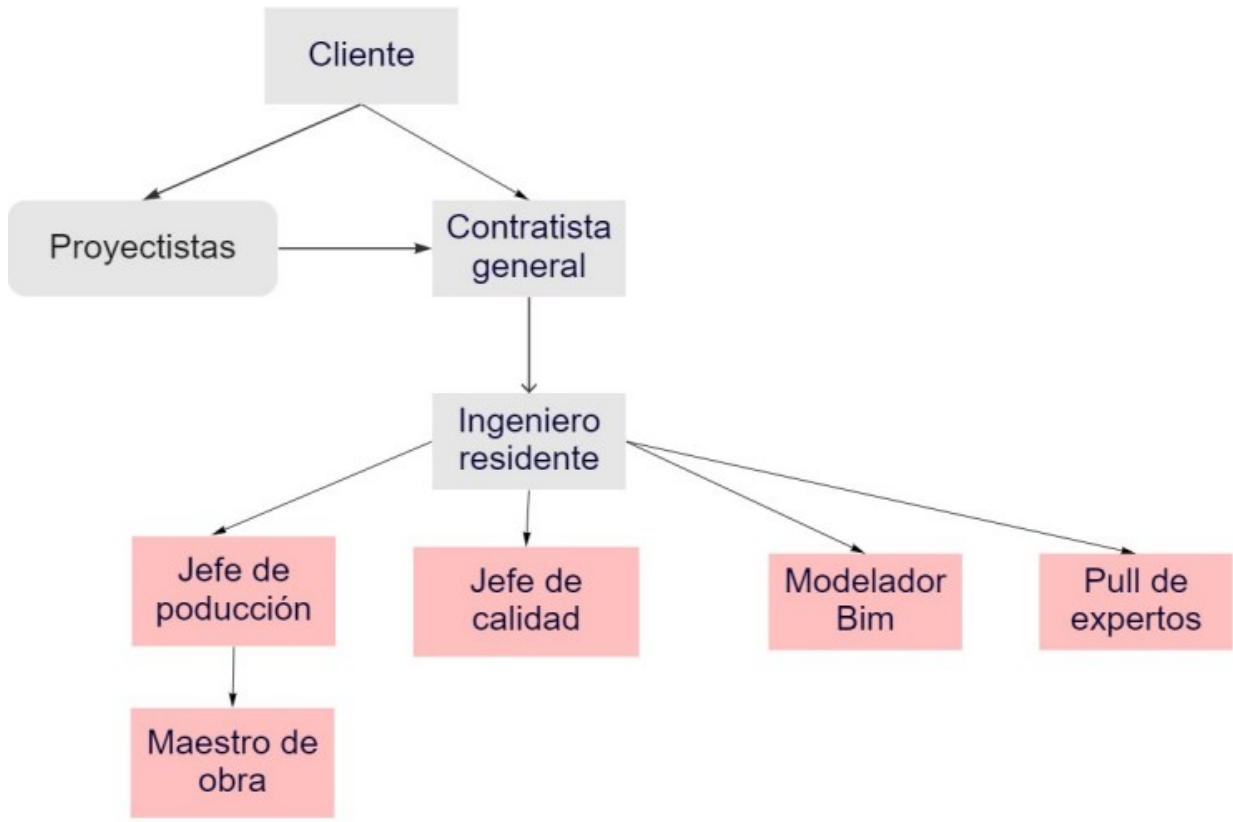 Cliente
Proyectistas
Contratista
general
Ingeniero
residente
Jefe de
poducción
Jefe de
calidad
Modelador
Bim
Pull de
expertos
Maestro de
obra